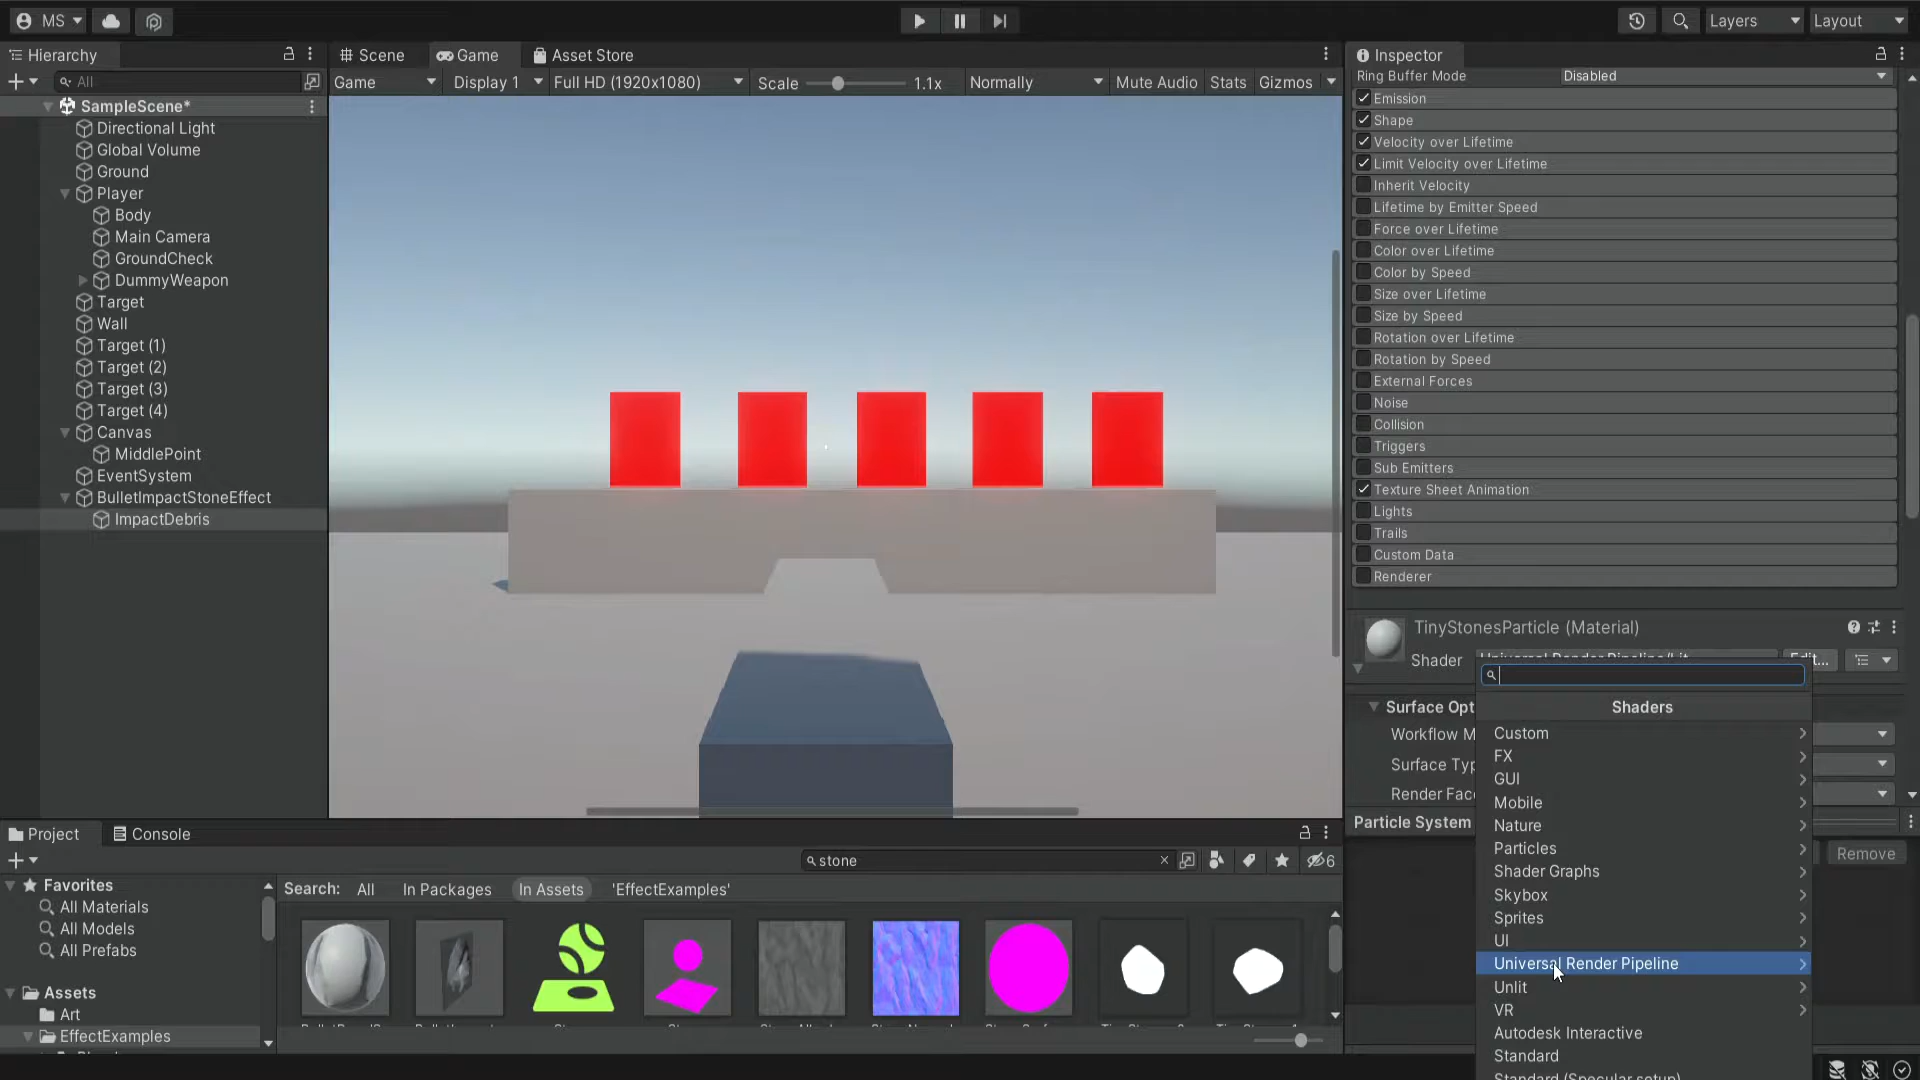 MS
Layers
Layout
Hierarchy
Scene
Game
Asset Store
Inspector
All
Game
Display 1
Full HD (1920x1080)
Scale
1.1x
Normally
Mute Audio
Stats
Gizmos
Ring Buffer Mode
Disabled
SampleScene*
Directional Light
Global Volume
Ground
Player
Body
Main Camera
GroundCheck
DummyWeapon
Target
Wall
Target (1)
Target (2)
Target (3)
Target (4)
Canvas
MiddlePoint
EventSystem
BulletImpactStoneEffect
ImpactDebris
Emission
Shape
Velocity over Lifetime
Limit Velocity over Lifetime
Inherit Velocity
Lifetime by Emitter Speed
Force over Lifetime
Color over Lifetime
Color by Speed
Size over Lifetime
Size by Speed
Rotation over Lifetime
Rotation by Speed
External Forces
Noise
Collision
Triggers
Sub Emitters
Texture Sheet Animation
Lights
Trails
Custom Data
Renderer
TinyStonesParticle (Material)
Shader
Universal Render Pipeline/Lit
Edit...
Shaders
Surface Opt
Workflow M
Surface Typ
Render Fac
Particle System
Remove
Custom
FX
GUI
Mobile
Nature
Particles
Shader Graphs
Skybox
Sprites
UI
Universal Render Pipeline
Unlit
VR
Autodesk Interactive
Standard
Standard (Specular setup)
Project
Console
stone
6
Favorites
All Materials
All Models
All Prefabs
Assets
Art
EffectExamples
Search:
All
In Packages
In Assets
'EffectExamples'